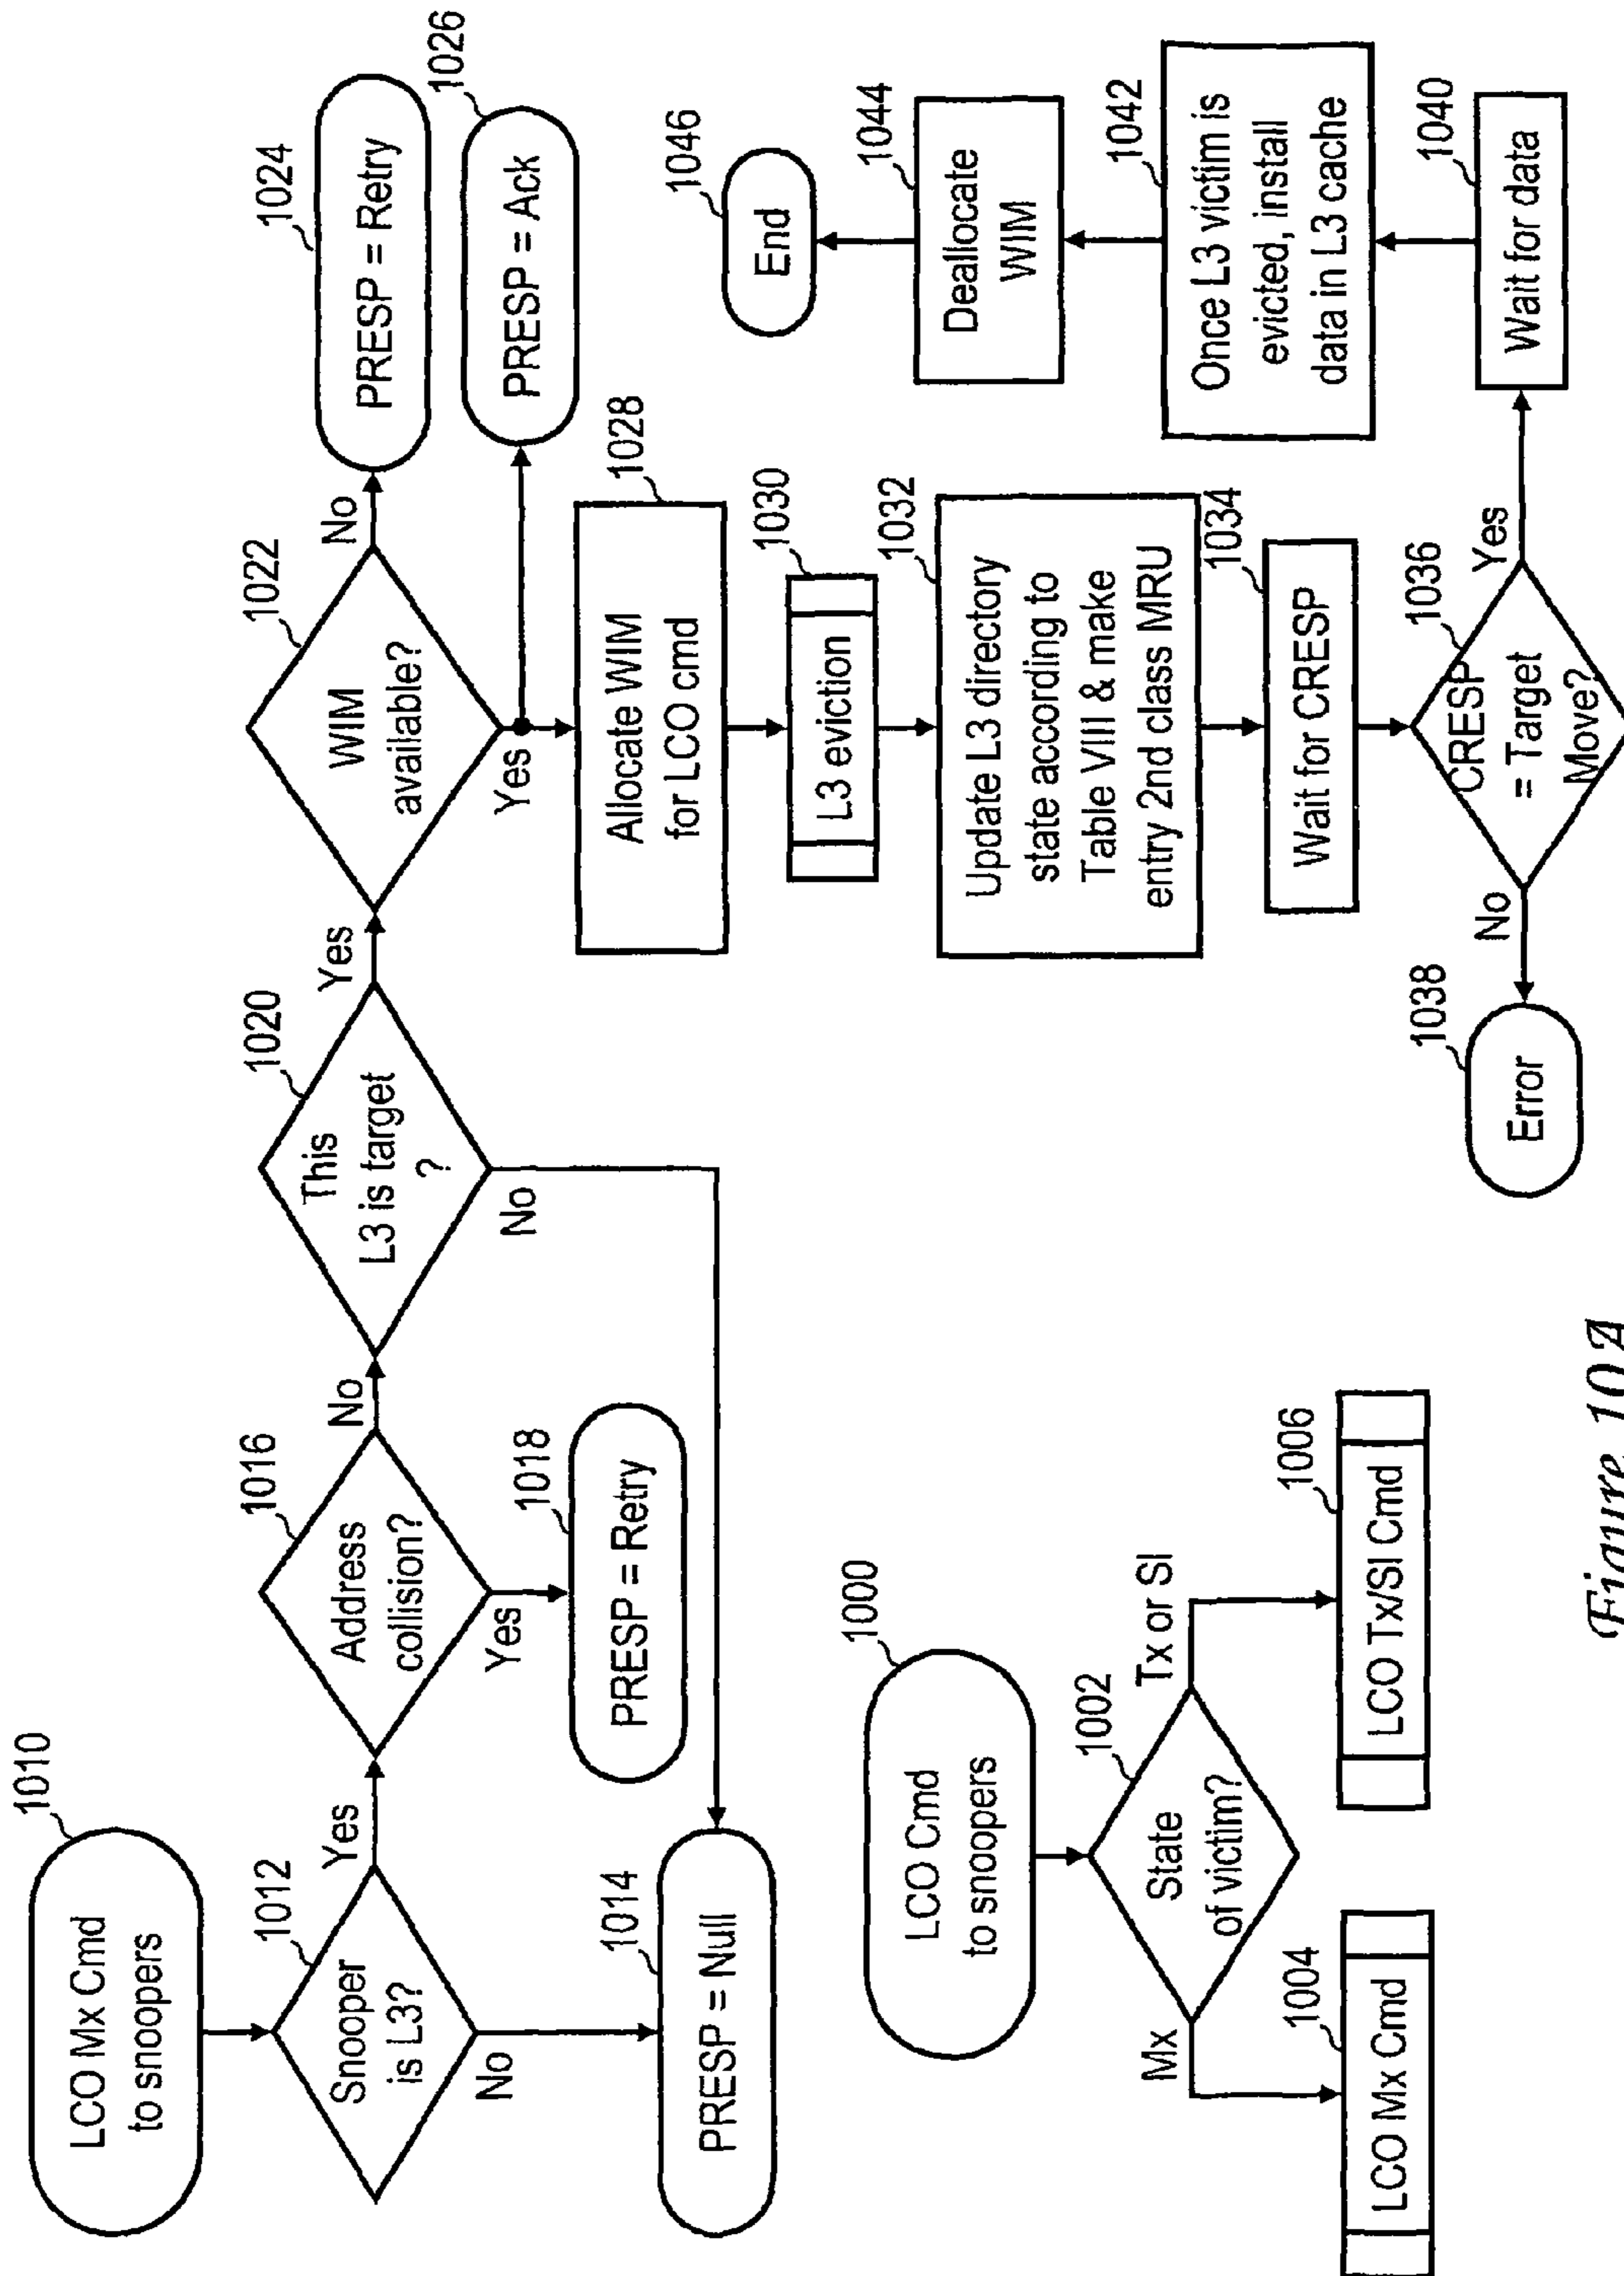 1010
LCO Mx Cmd
to snoopers
1012
Snooper
is L3?
Yes
No
1014
PRESP = Null
1016
Address
collision?
No
Yes
1018
PRESP = Retry
1020
This
L3 is target
?
Yes
No
1022
WIM
available?
No
Yes
1024
PRESP = Retry
1026
PRESP = Ack
1028
Allocate WIM
for LCO cmd
1030
L3 eviction
1032
Update L3 directory
state according to
Table VIII & make
entry 2nd class MRU
1034
Wait for CRESP
1036
CRESP
= Target
Move?
No
Yes
1038
Error
1040
Wait for data
1042
Once L3 victim is
evicted, install
data in L3 cache
1044
Deallocate
WIM
1046
End
1000
LCO Cmd
to snoopers
1002
State
of victim?
Mx
Tx or SI
1004
LCO Mx Cmd
1006
LCO Tx/SI Cmd
Figure 10A